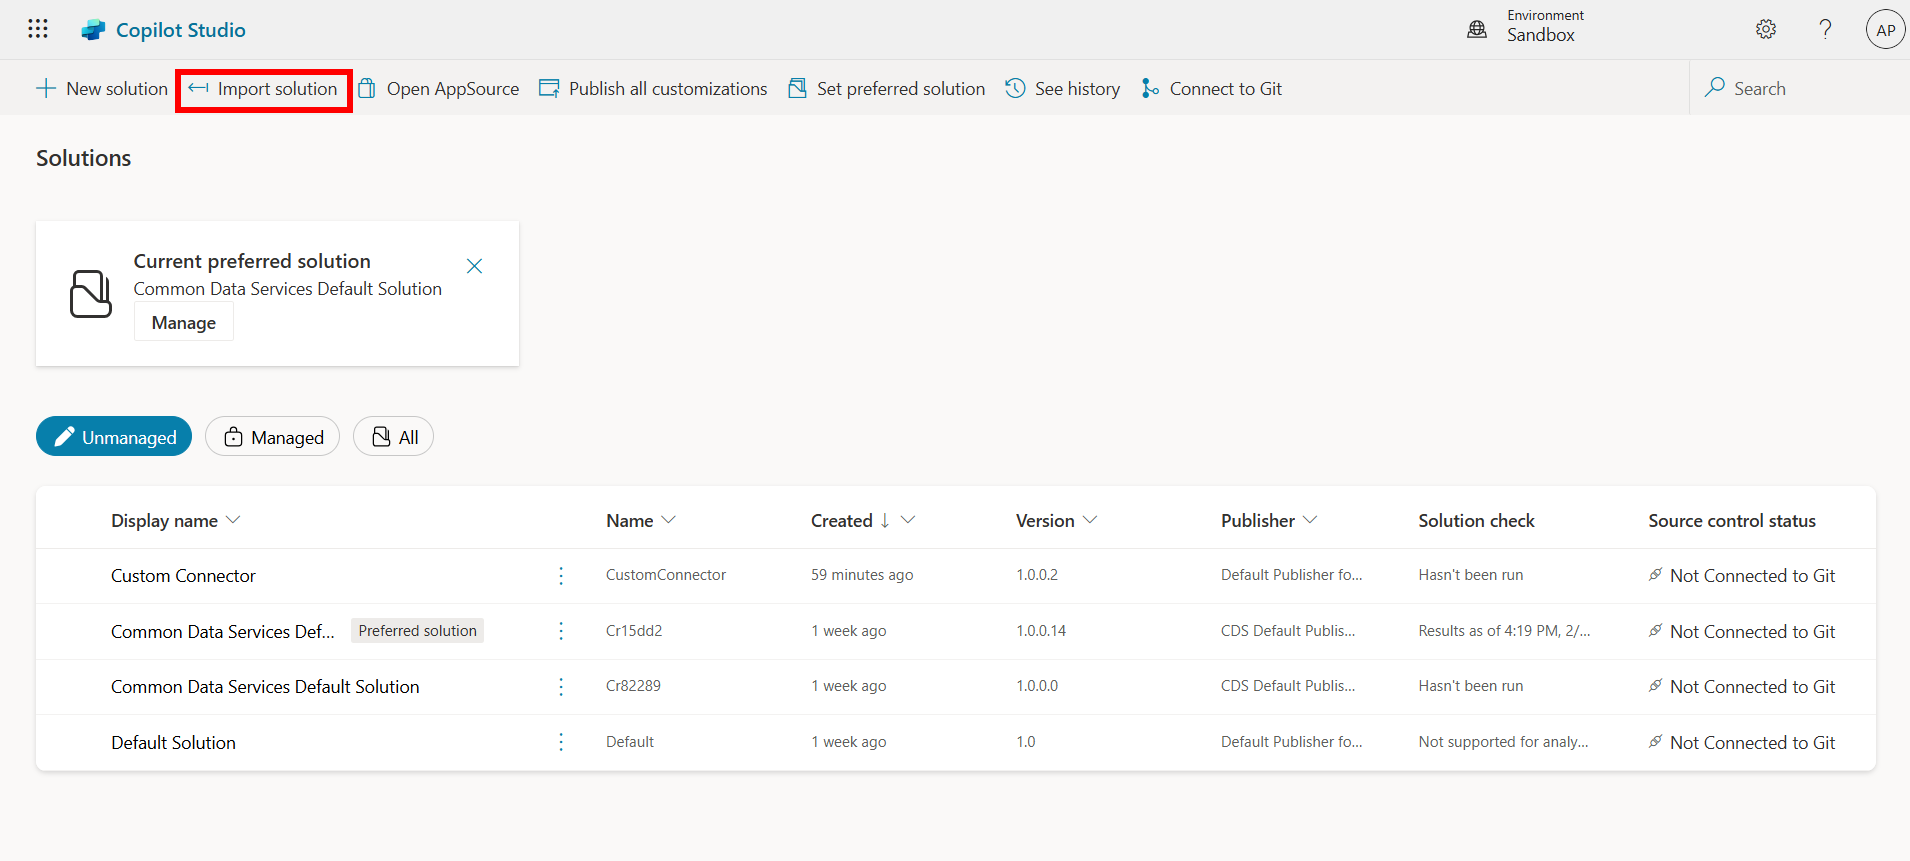 Copilot Studio
Environment
Sandbox
?
AP
New solution
Import solution
Open AppSource
Publish all customizations
Set preferred solution
See history
Connect to Git
Search
Solutions
Current preferred solution
Common Data Services Default Solution
Manage
Unmanaged
Managed
All
Display name Name Created ↓ Version Publisher Solution check Source control status
Custom Connector CustomConnector 59 minutes ago 1.0.0.2 Default Publisher fo... Hasn't been run Not Connected to Git
Common Data Services Def... Preferred solution Cr15dd2 1 week ago 1.0.0.14 CDS Default Publis... Results as of 4:19 PM, 2/... Not Connected to Git
Common Data Services Default Solution Cr82289 1 week ago 1.0.0.0 CDS Default Publis... Hasn't been run Not Connected to Git
Default Solution Default 1 week ago 1.0 Default Publisher fo... Not supported for analy... Not Connected to Git